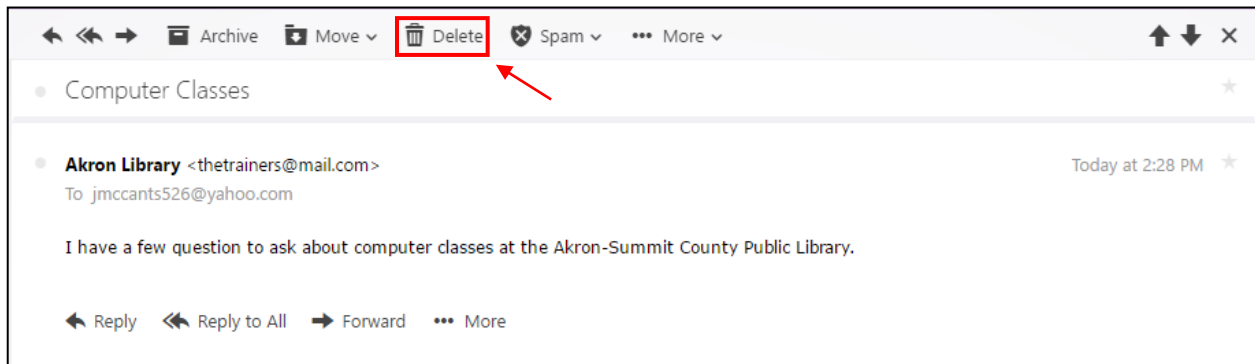 Archive Move Delete Spam ••• More
Computer Classes
Akron Library <thetrainers@mail.com> Today at 2:28 PM
To jmccants526@yahoo.com
I have a few question to ask about computer classes at the Akron-Summit County Public Library.
Reply Reply to All Forward ••• More